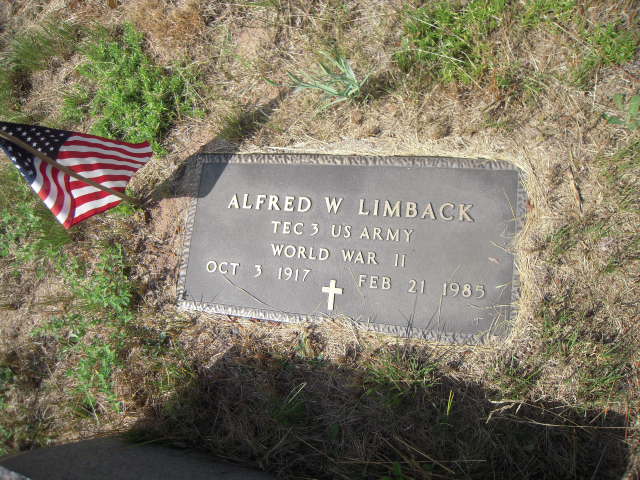 ALFRED W LIMBACK
TEC 3 US ARMY
WORLD WAR II
OCT 3 1917 FEB 21 1985